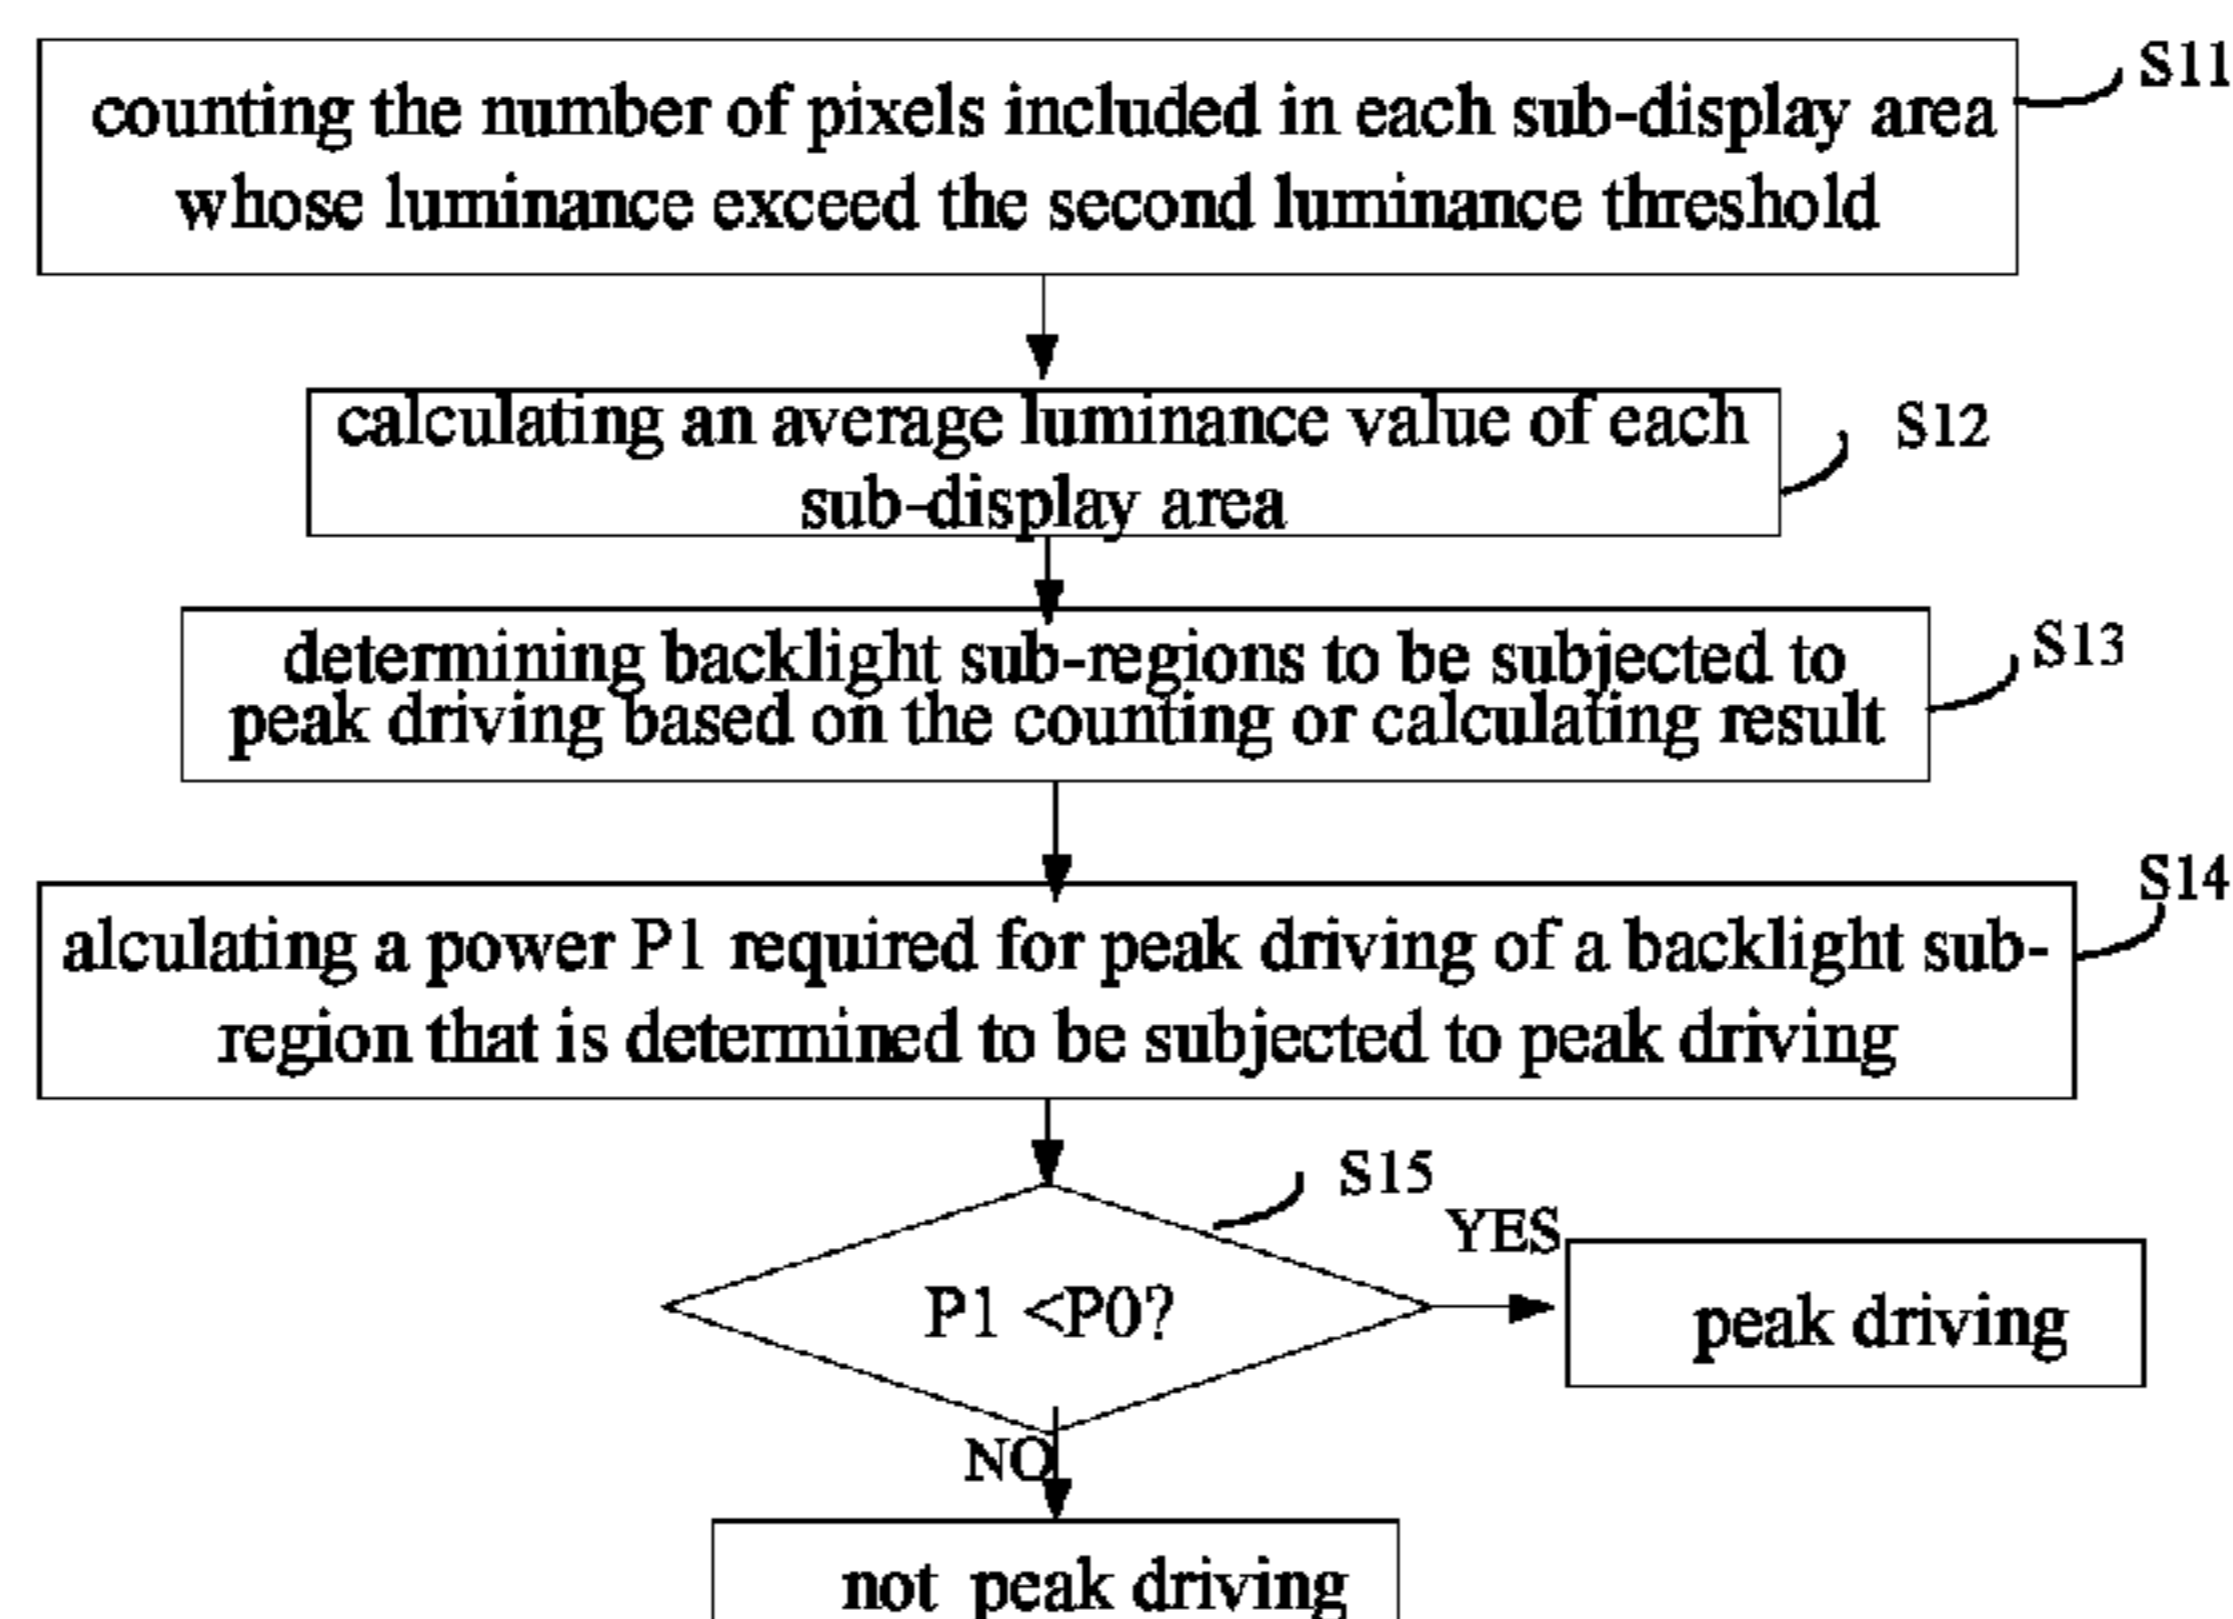 counting the number of pixels included in each sub-display area
whose luminance exceed the second luminance threshold
S11
calculating an average luminance value of each
sub-display area
S12
determining backlight sub-regions to be subjected to
peak driving based on the counting or calculating result
S13
alculating a power P1 required for peak driving of a backlight sub-
region that is determined to be subjected to peak driving
S14
S15
P1 <P0?
YES
peak driving
NO
not peak driving